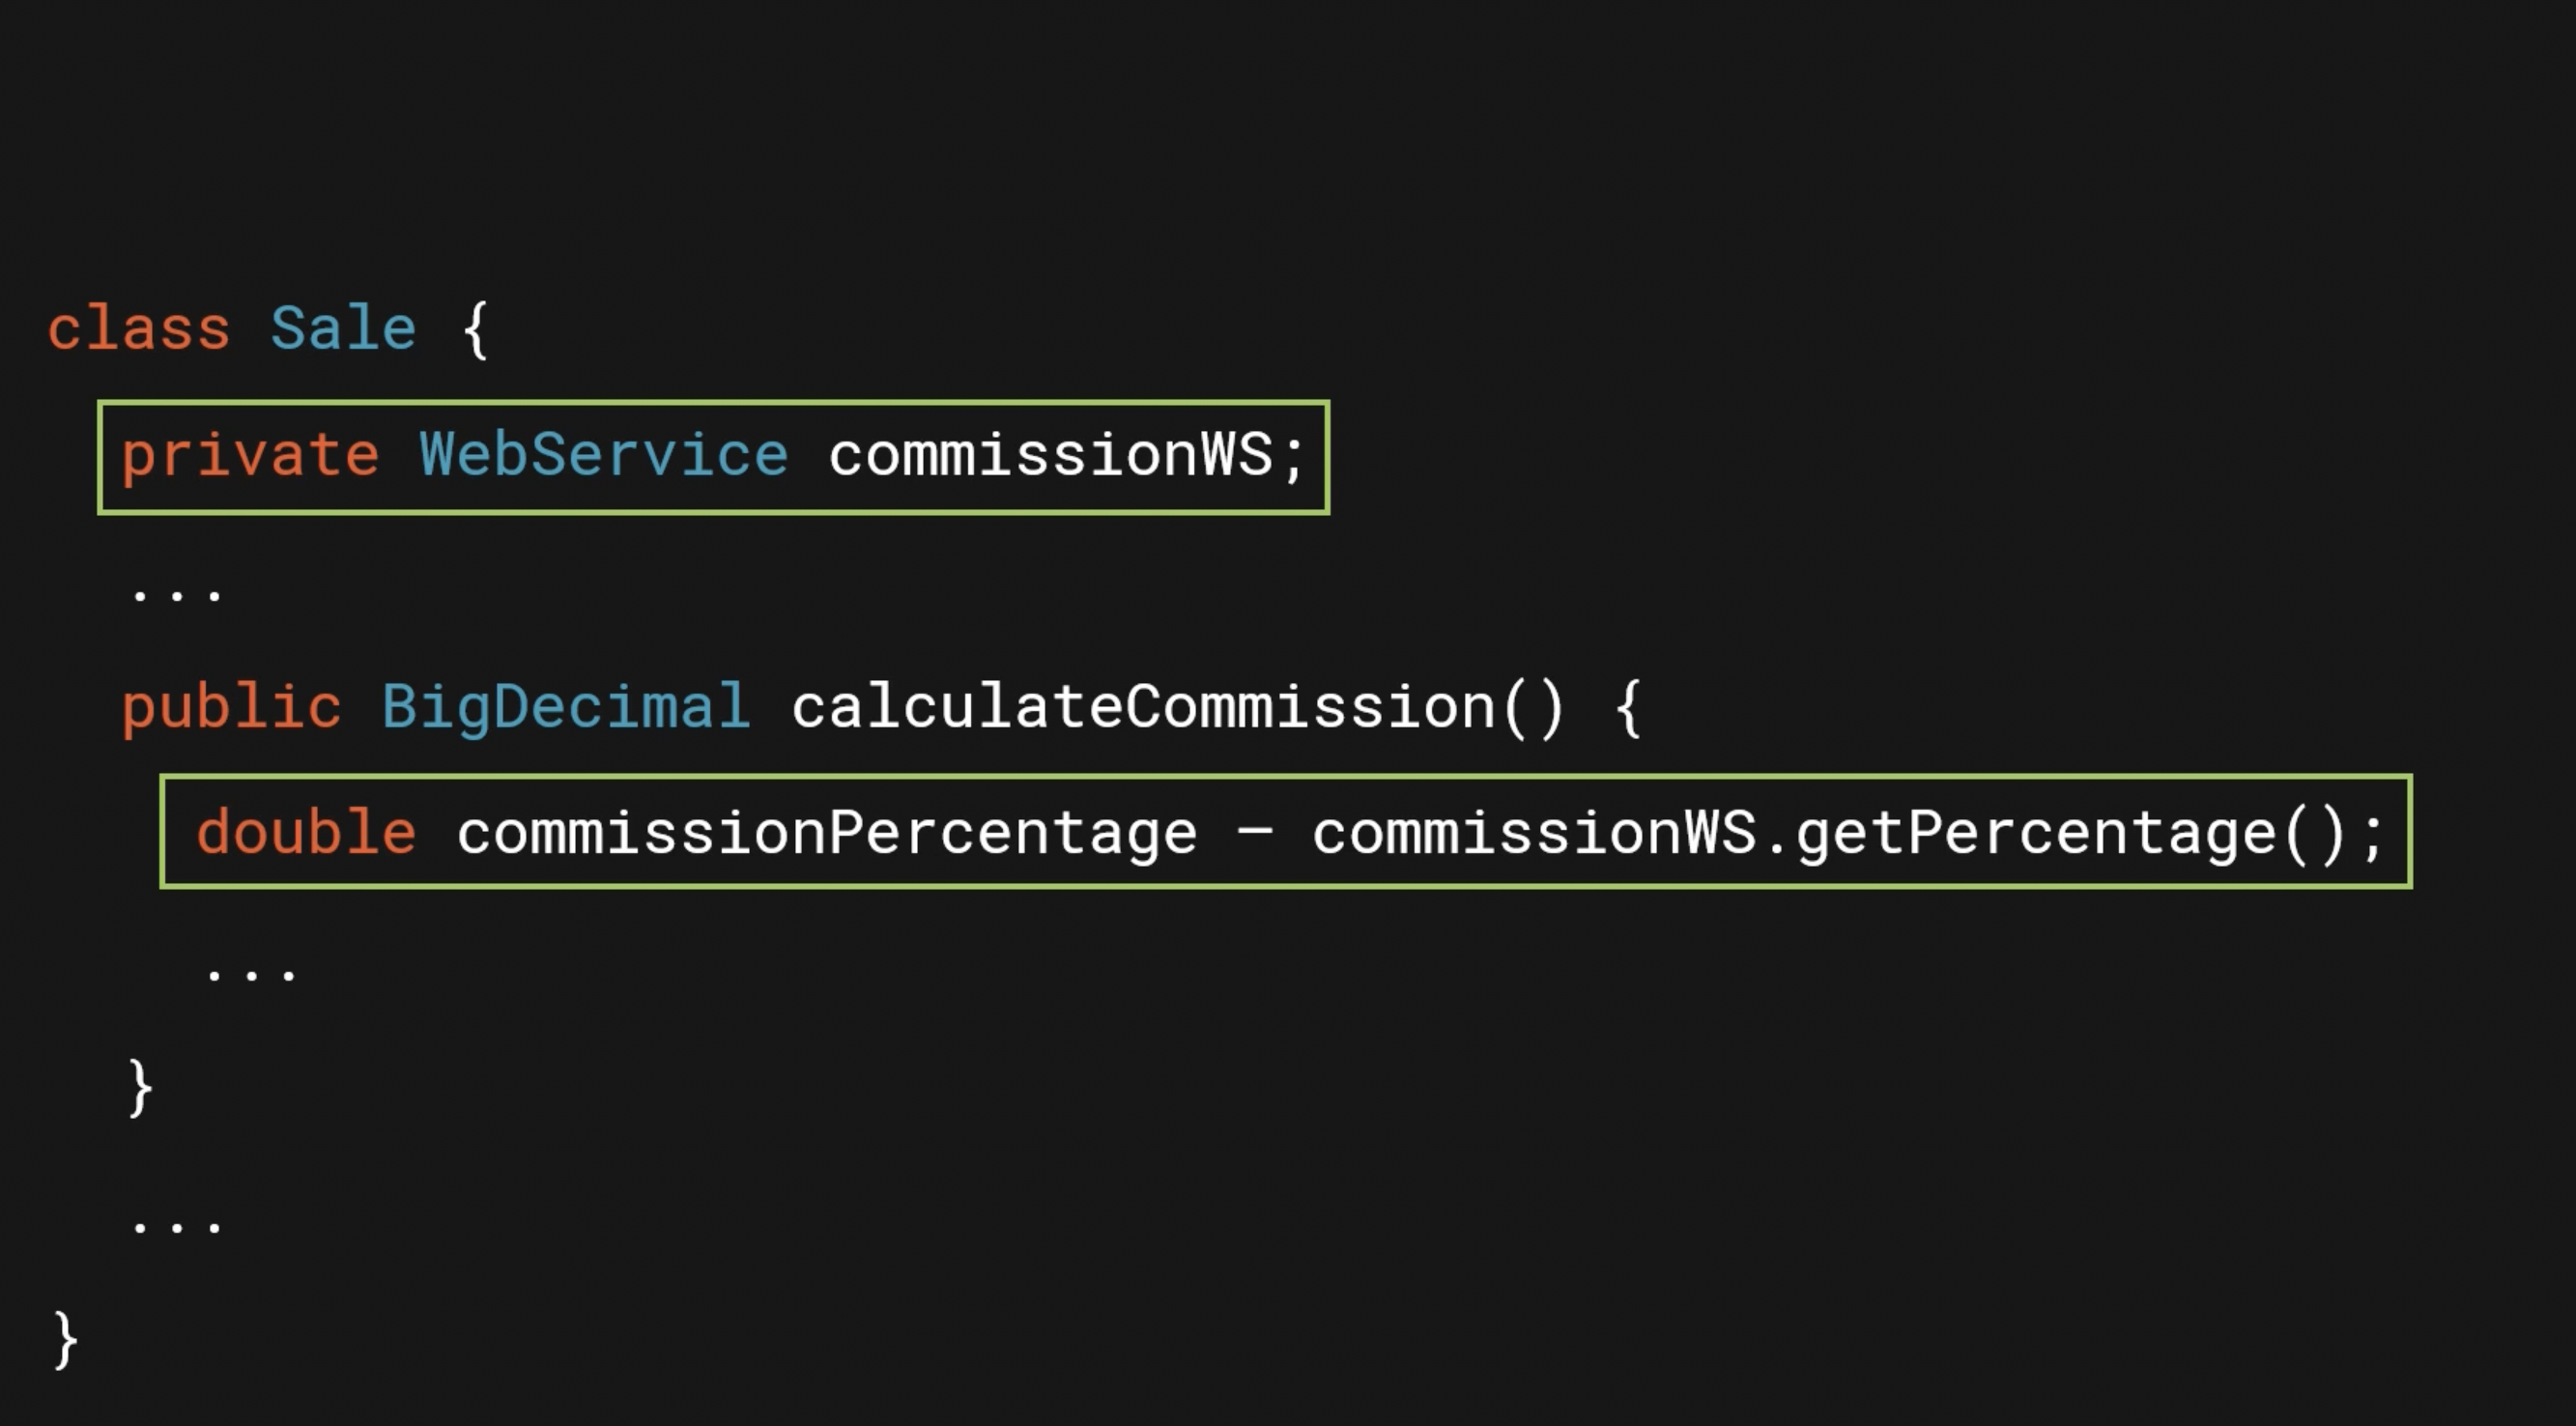 class Sale {
private WebService commissionWS;
...
public BigDecimal calculateCommission() {
double commissionPercentage – commissionWS.getPercentage();
...
}
...
}